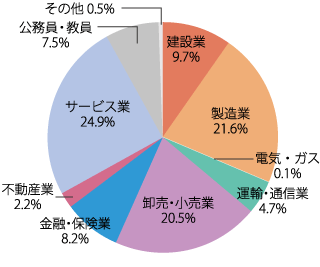 その他 0.5%
公務員・教員
7.5%
建設業
9.7%
製造業
21.6%
電気・ガス
0.1%
運輸・通信業
4.7%
卸売・小売業
20.5%
金融・保険業
8.2%
不動産業
2.2%
サービス業
24.9%